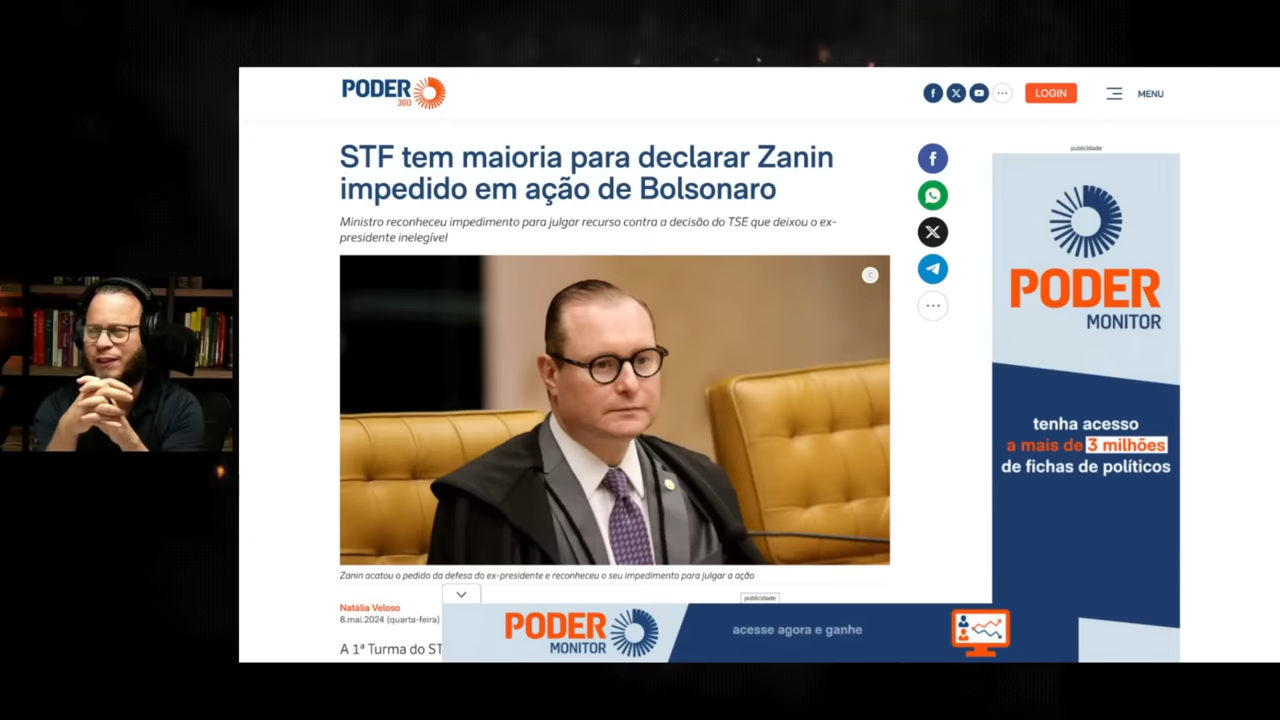 PODER
360
LOGIN
MENU
STF tem maioria para declarar Zanin
impedido em ação de Bolsonaro
Ministro reconheceu impedimento para julgar recurso contra a decisão do TSE que deixou o ex-
presidente inelegível
Zanin acatou o pedido da defesa do ex-presidente e reconheceu o seu impedimento para julgar a ação
Natália Veloso
8.mai.2024 (quarta-feira)
A 1ª Turma do ST
publicidade
PODER
MONITOR
tenha acesso
a mais de 3 milhões
de fichas de políticos
publicidade
PODER
MONITOR
acesse agora e ganhe